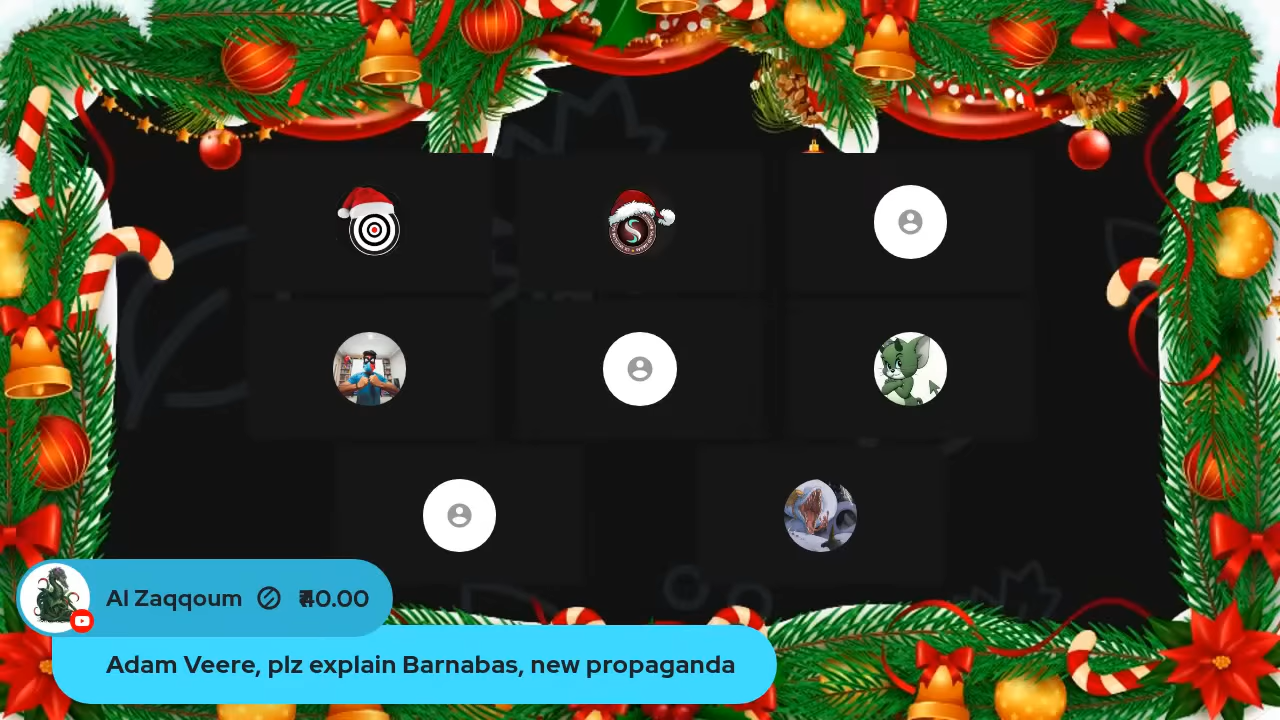 Al Zaqqoum ₹40.00
Adam Veere, plz explain Barnabas, new propaganda